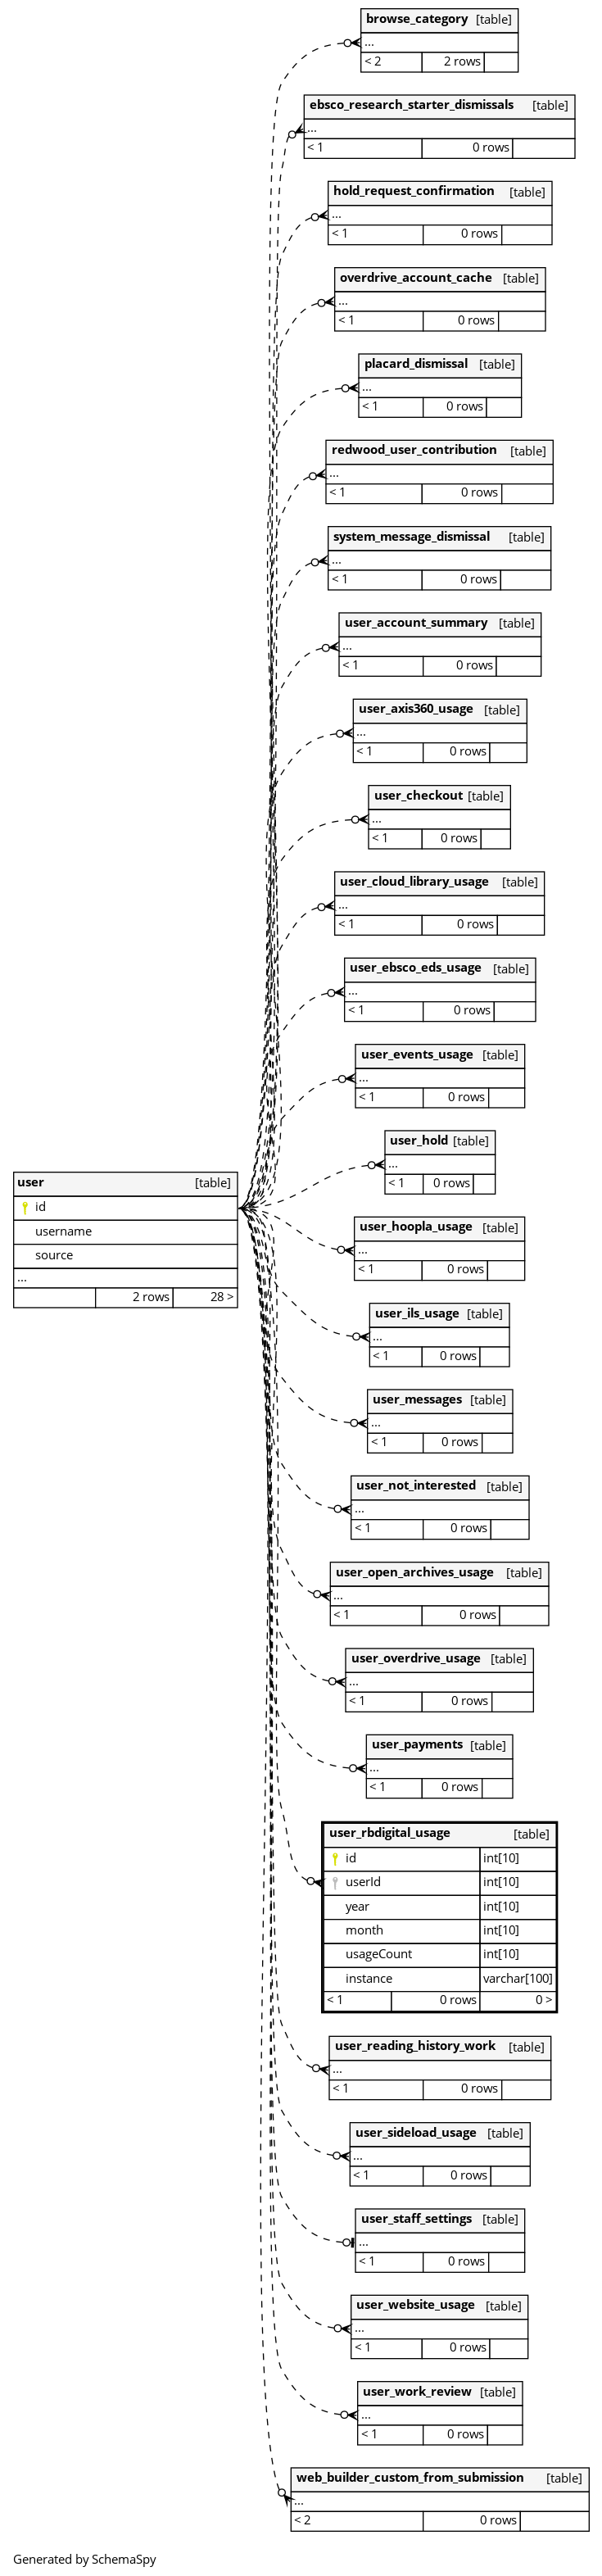 browse_category [table]
...
< 2 2 rows
ebsco_research_starter_dismissals [table]
...
< 1 0 rows
hold_request_confirmation [table]
...
< 1 0 rows
overdrive_account_cache [table]
...
< 1 0 rows
placard_dismissal [table]
...
< 1 0 rows
redwood_user_contribution [table]
...
< 1 0 rows
system_message_dismissal [table]
...
< 1 0 rows
user_account_summary [table]
...
< 1 0 rows
user_axis360_usage [table]
...
< 1 0 rows
user_checkout [table]
...
< 1 0 rows
user_cloud_library_usage [table]
...
< 1 0 rows
user_ebsco_eds_usage [table]
...
< 1 0 rows
user_events_usage [table]
...
< 1 0 rows
user_hold [table]
...
< 1 0 rows
user [table]
id
username
source
...
2 rows 28 >
user_hoopla_usage [table]
...
< 1 0 rows
user_ils_usage [table]
...
< 1 0 rows
user_messages [table]
...
< 1 0 rows
user_not_interested [table]
...
< 1 0 rows
user_open_archives_usage [table]
...
< 1 0 rows
user_overdrive_usage [table]
...
< 1 0 rows
user_payments [table]
...
< 1 0 rows
user_rbdigital_usage [table]
id int[10]
userId int[10]
year int[10]
month int[10]
usageCount int[10]
instance varchar[100]
< 1 0 rows 0 >
user_reading_history_work [table]
...
< 1 0 rows
user_sideload_usage [table]
...
< 1 0 rows
user_staff_settings [table]
...
< 1 0 rows
user_website_usage [table]
...
< 1 0 rows
user_work_review [table]
...
< 1 0 rows
web_builder_custom_from_submission [table]
...
< 2 0 rows
Generated by SchemaSpy